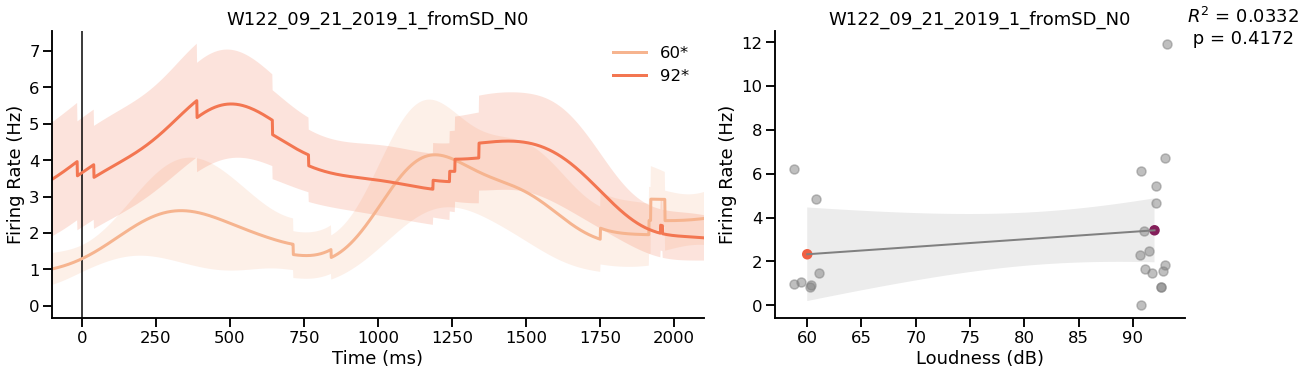 W122_09_21_2019_1_fromSD_N0
7
6
5
4
3
2
1
0
Firing Rate (Hz)
60*
92*
0 250 500 750 1000 1250 1500 1750 2000
Time (ms)
W122_09_21_2019_1_fromSD_N0
R² = 0.0332
p = 0.4172
12
10
8
6
4
2
0
Firing Rate (Hz)
60 65 70 75 80 85 90
Loudness (dB)